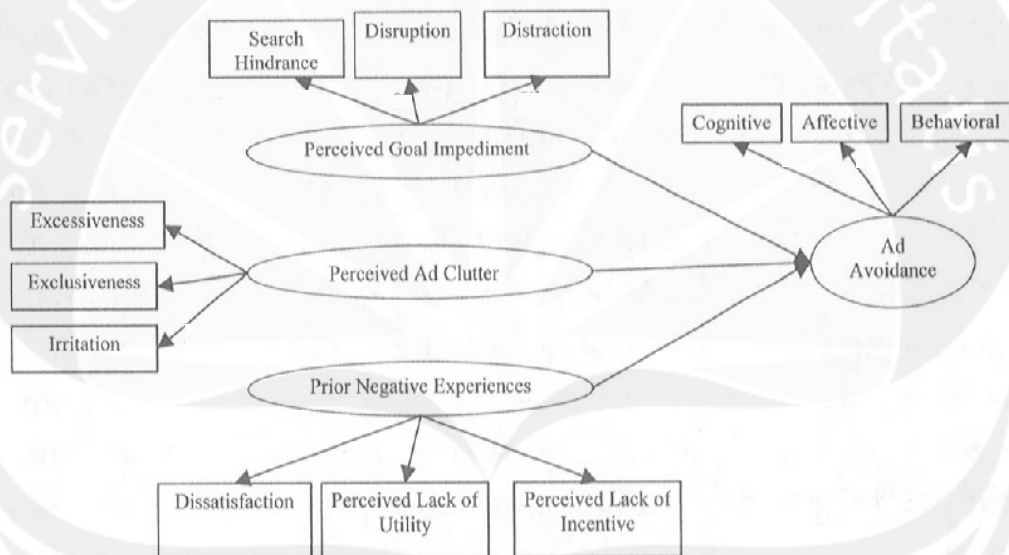 Search
Hindrance
Disruption
Distraction
Cognitive
Affective
Behavioral
Perceived Goal Impediment
Excessiveness
Exclusiveness
Irritation
Perceived Ad Clutter
Ad
Avoidance
Prior Negative Experiences
Dissatisfaction
Perceived Lack of
Utility
Perceived Lack of
Incentive